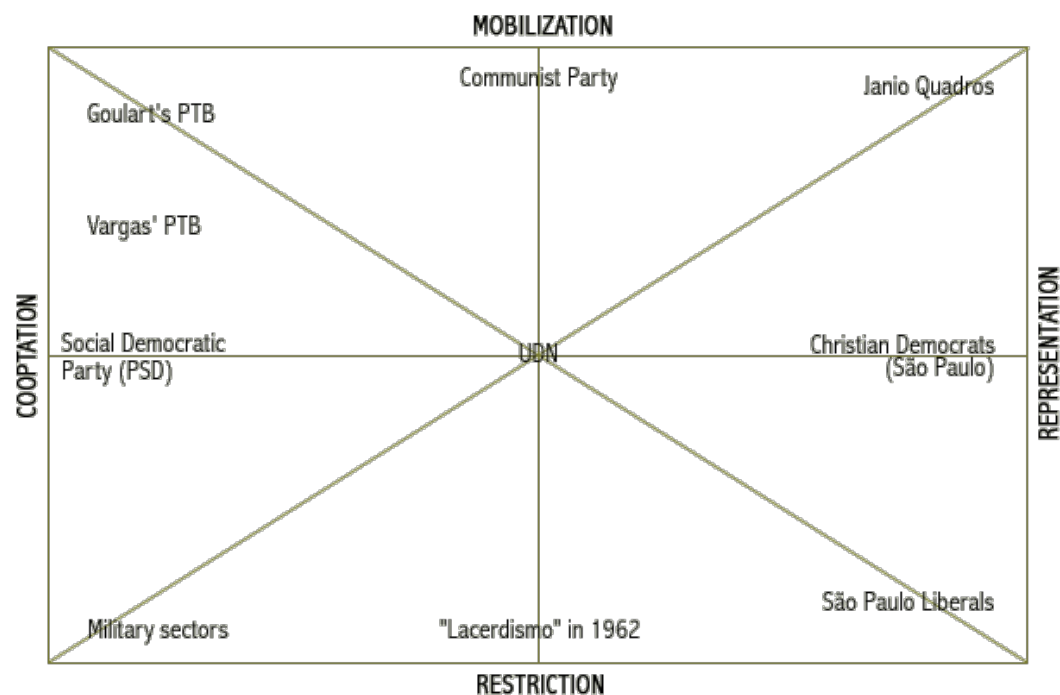 MOBILIZATION
Communist Party
Janio Quadros
Goulart's PTB
Vargas' PTB
COOPTATION
Social Democratic
Party (PSD)
UDN
Christian Democrats
(São Paulo)
REPRESENTATION
São Paulo Liberals
Military sectors
"Lacerdismo" in 1962
RESTRICTION